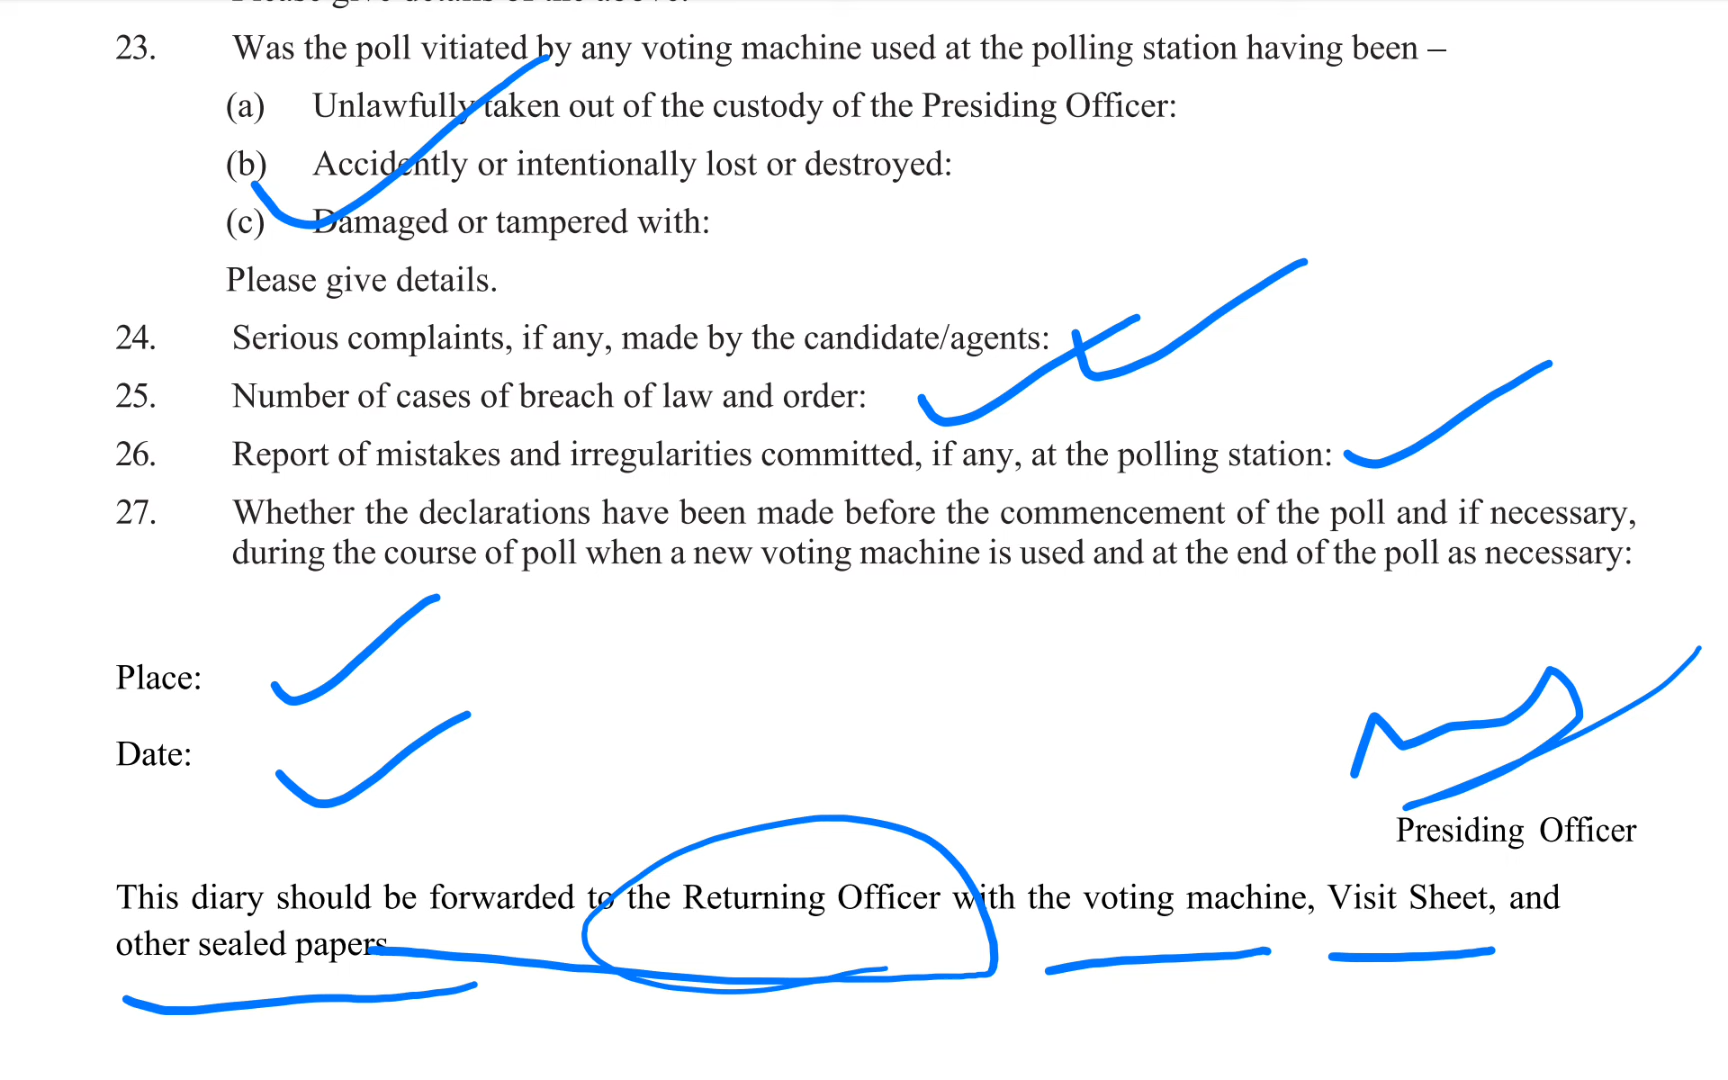 23. Was the poll vitiated by any voting machine used at the polling station having been –
(a) Unlawfully taken out of the custody of the Presiding Officer:
(b) Accidently or intentionally lost or destroyed:
(c) Damaged or tampered with:
Please give details.
24. Serious complaints, if any, made by the candidate/agents:
25. Number of cases of breach of law and order:
26. Report of mistakes and irregularities committed, if any, at the polling station:
27. Whether the declarations have been made before the commencement of the poll and if necessary,
during the course of poll when a new voting machine is used and at the end of the poll as necessary:
Place:
Date:
Presiding Officer
This diary should be forwarded to the Returning Officer with the voting machine, Visit Sheet, and
other sealed papers